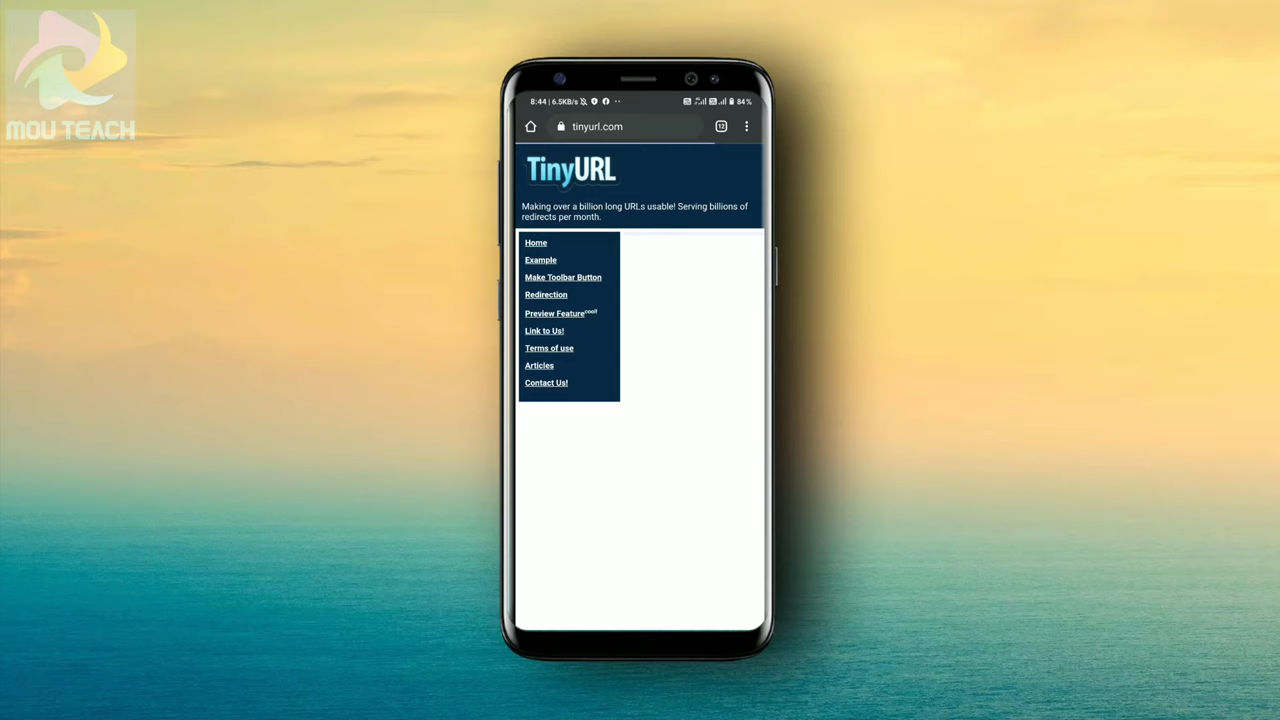 MOU TEACH
8:44 | 6.5KB/s
84%
tinyurl.com
12
TinyURL
Making over a billion long URLs usable! Serving billions of
redirects per month.
Home
Example
Make Toolbar Button
Redirection
Preview Feature cool!
Link to Us!
Terms of use
Articles
Contact Us!